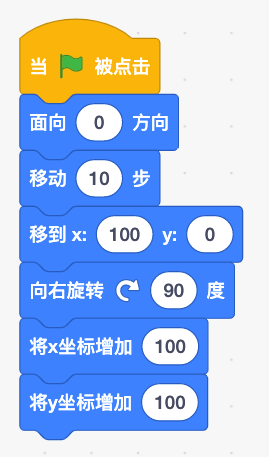 当 被点击
面向 0 方向
移动 10 步
移到 x: 100 y: 0
向右旋转 90 度
将x坐标增加 100
将y坐标增加 100